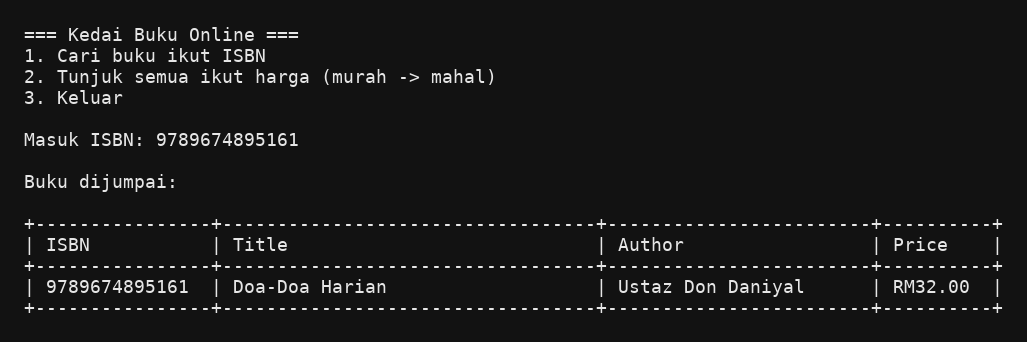 === Kedai Buku Online ===
1. Cari buku ikut ISBN
2. Tunjuk semua ikut harga (murah -> mahal)
3. Keluar
Masuk ISBN: 9789674895161
Buku dijumpai:
+----------------+----------------------------------+------------------------+----------+
| ISBN           | Title                            | Author                 | Price    |
+----------------+----------------------------------+------------------------+----------+
| 9789674895161  | Doa-Doa Harian                   | Ustaz Don Daniyal      | RM32.00  |
+----------------+----------------------------------+------------------------+----------+